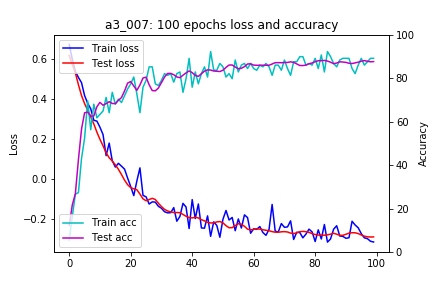 a3_007: 100 epochs loss and accuracy
Train loss
Test loss
Train acc
Test acc
Loss
0.6
0.4
0.2
0.0
−0.2
Accuracy
100
80
60
40
20
0
0
20
40
60
80
100